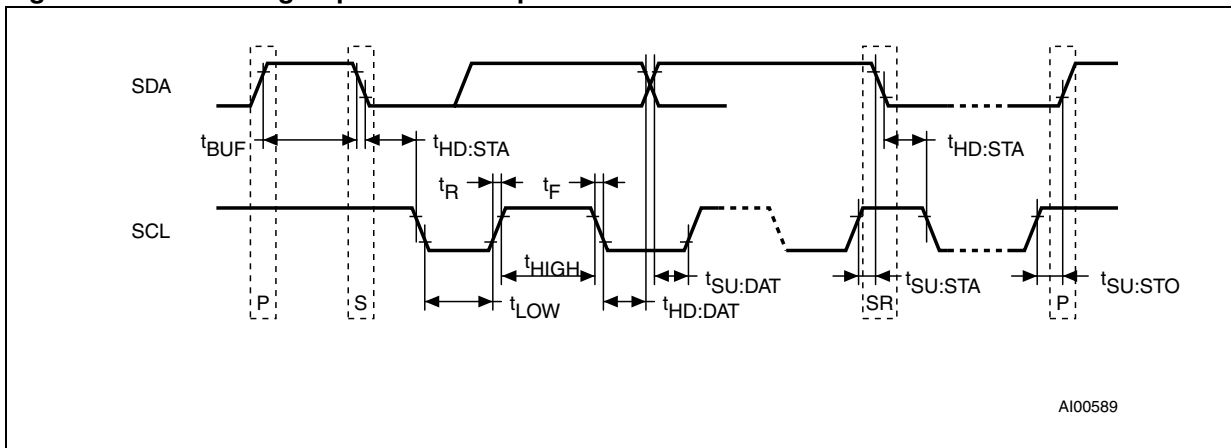 SDA
tBUF
tHD:STA
tHD:STA
tR
tF
SCL
tHIGH
tSU:DAT
tSU:STA
tSU:STO
P
S
tLOW
tHD:DAT
SR
P
AI00589